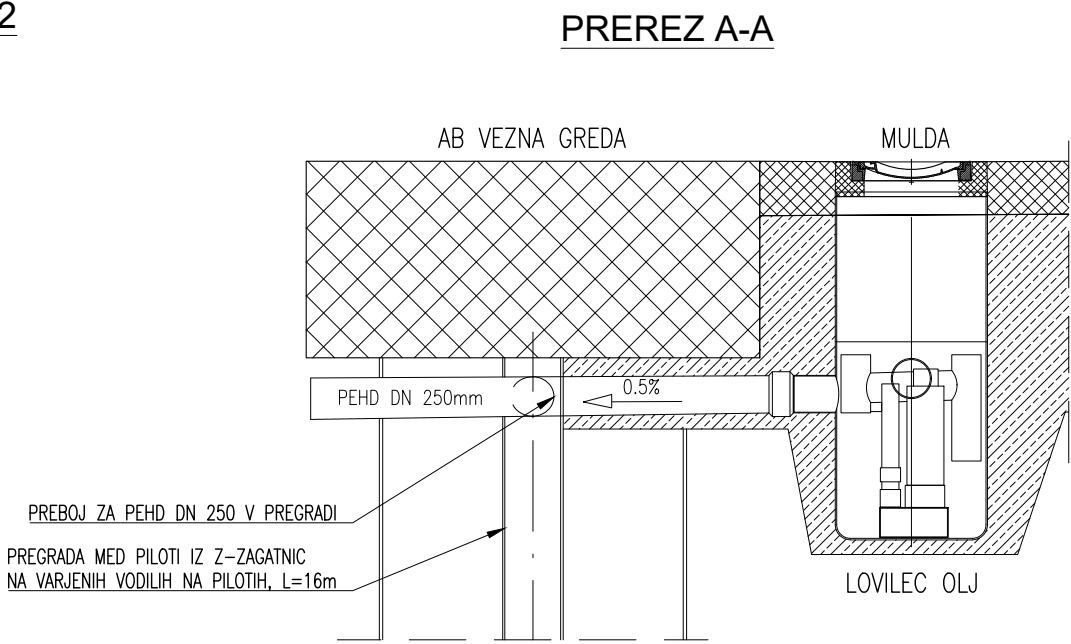 2
PREREZ A-A
AB VEZNA GREDA
MULDA
PEHD DN 250mm
0.5%
PREBOJ ZA PEHD DN 250 V PREGRADI
PREGRADA MED PILOTI IZ Z-ZAGATNIC
NA VARJENIH VODILIH NA PILOTIH, L=16m
LOVILEC OLJ